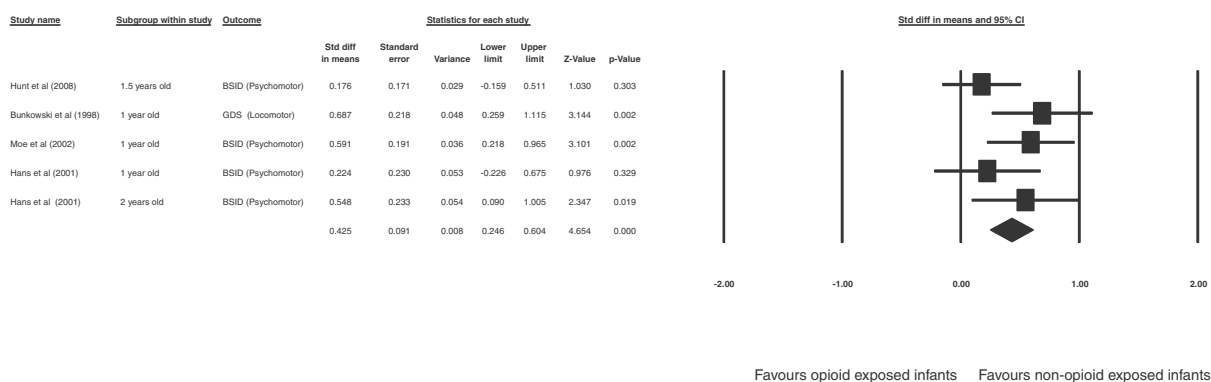 Study name Subgroup within study Outcome Statistics for each study Std diff in means and 95% CI
Std diff Standard Lower Upper
in means error Variance limit limit Z-Value p-Value
Hunt et al (2008) 1.5 years old BSID (Psychomotor) 0.176 0.171 0.029 -0.159 0.511 1.030 0.303
Bunkowski et al (1998) 1 year old GDS (Locomotor) 0.687 0.218 0.048 0.259 1.115 3.144 0.002
Moe et al (2002) 1 year old BSID (Psychomotor) 0.591 0.191 0.036 0.218 0.965 3.101 0.002
Hans et al (2001) 1 year old BSID (Psychomotor) 0.224 0.230 0.053 -0.226 0.675 0.976 0.329
Hans et al (2001) 2 years old BSID (Psychomotor) 0.548 0.233 0.054 0.090 1.005 2.347 0.019
0.425 0.091 0.008 0.246 0.604 4.654 0.000
-2.00 -1.00 0.00 1.00 2.00
Favours opioid exposed infants Favours non-opioid exposed infants